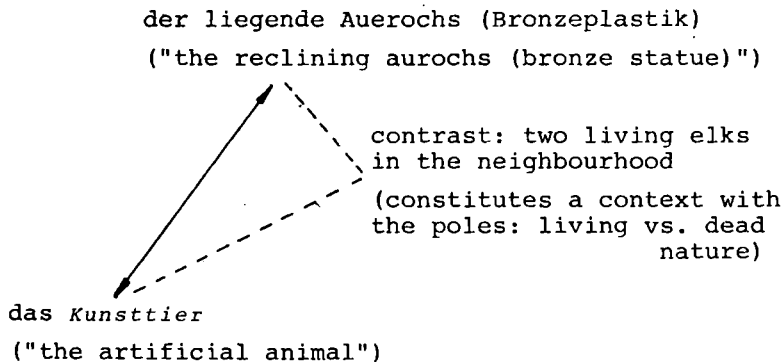 der liegende Auerochs (Bronzeplastik)
("the reclining aurochs (bronze statue)")
contrast: two living elks
in the neighbourhood
(constitutes a context with
the poles: living vs. dead
nature)
das Kunsttier
("the artificial animal")